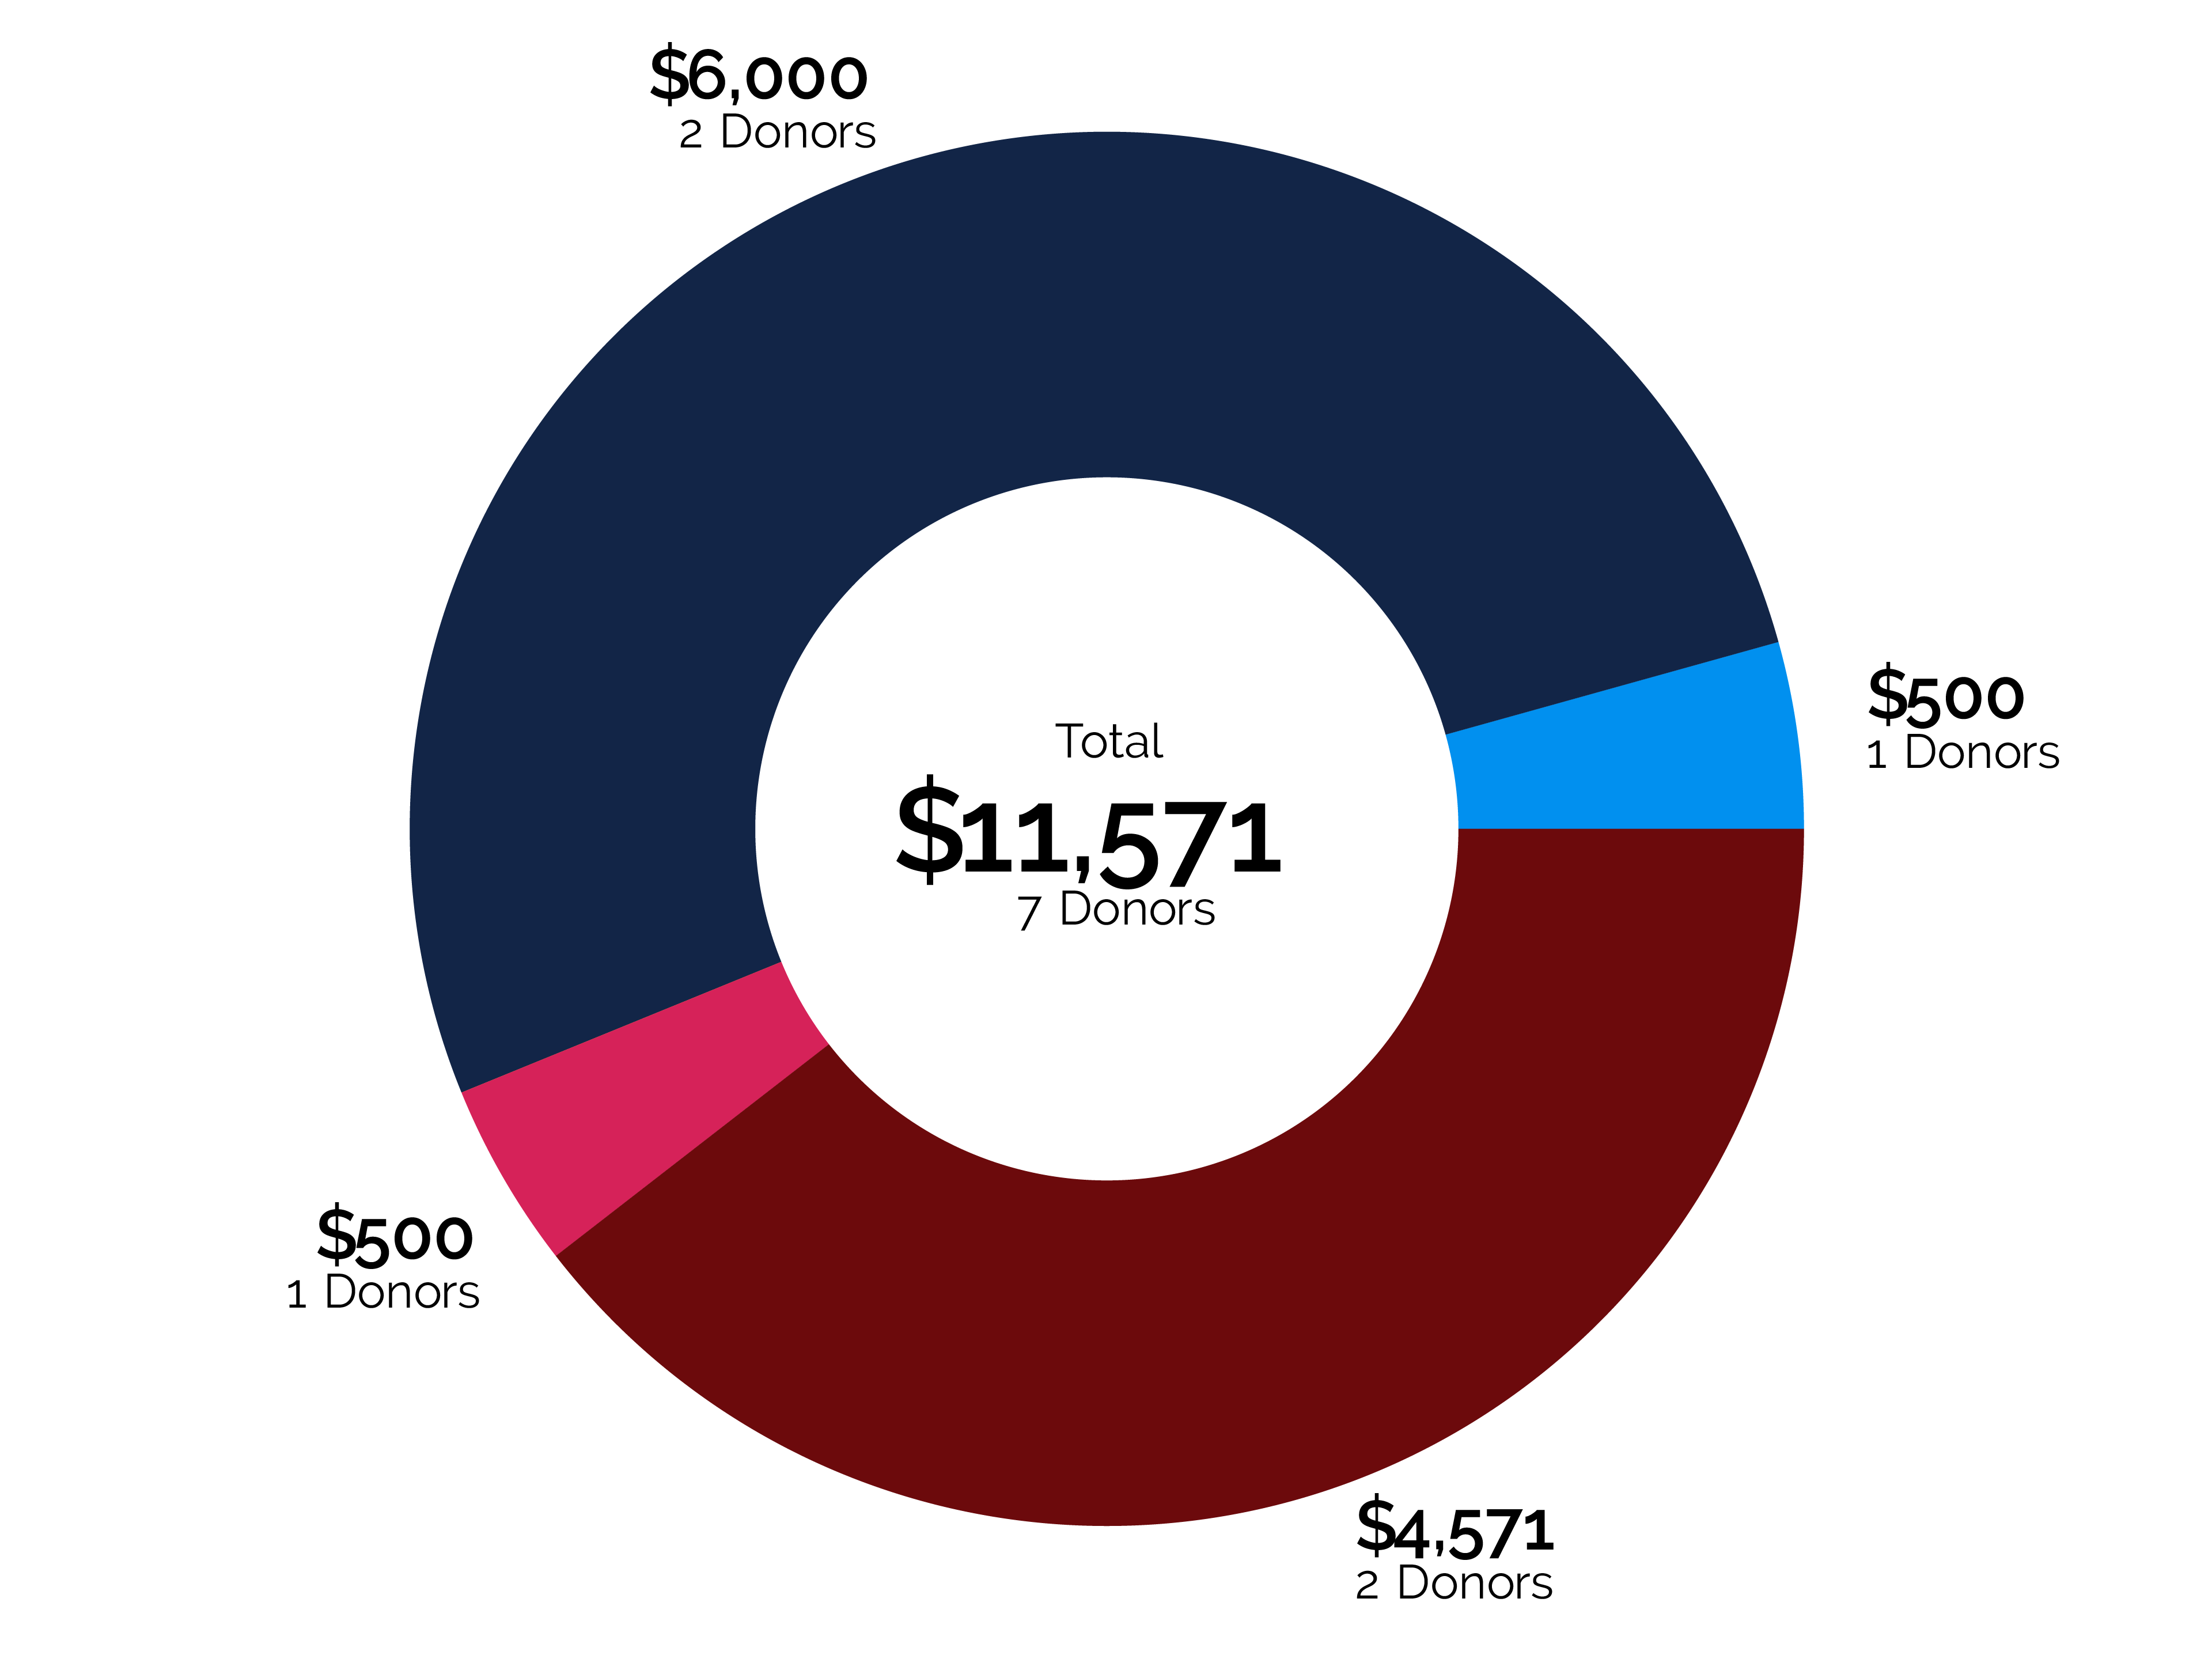 $6,000
2 Donors
$500
1 Donors
Total
$11,571
7 Donors
$500
1 Donors
$4,571
2 Donors